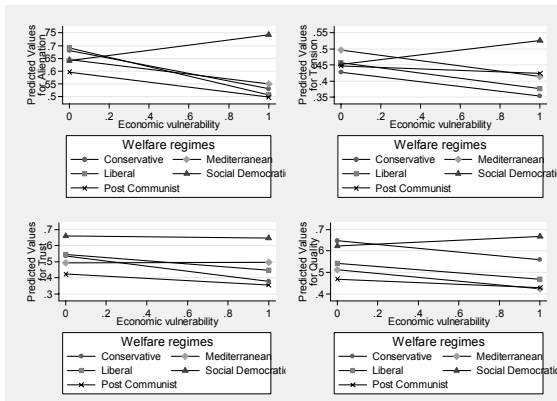 Predicted Values
for Alienation
.75
.7
.65
.6
.55
.5
0 .2 .4 .6 .8 1
Economic vulnerability
Welfare regimes
Conservative Mediterranean
Liberal Social Democratic
Post Communist
Predicted Values
for Tension
.55
.5
.45
.4
.35
0 .2 .4 .6 .8 1
Economic vulnerability
Welfare regimes
Conservative Mediterranean
Liberal Social Democratic
Post Communist
Predicted Values
for Trust
.7
.6
.5
.4
.3
0 .2 .4 .6 .8 1
Economic vulnerability
Welfare regimes
Conservative Mediterranean
Liberal Social Democratic
Post Communist
Predicted Values
for Quality
.7
.6
.5
.4
0 .2 .4 .6 .8 1
Economic vulnerability
Welfare regimes
Conservative Mediterranean
Liberal Social Democratic
Post Communist